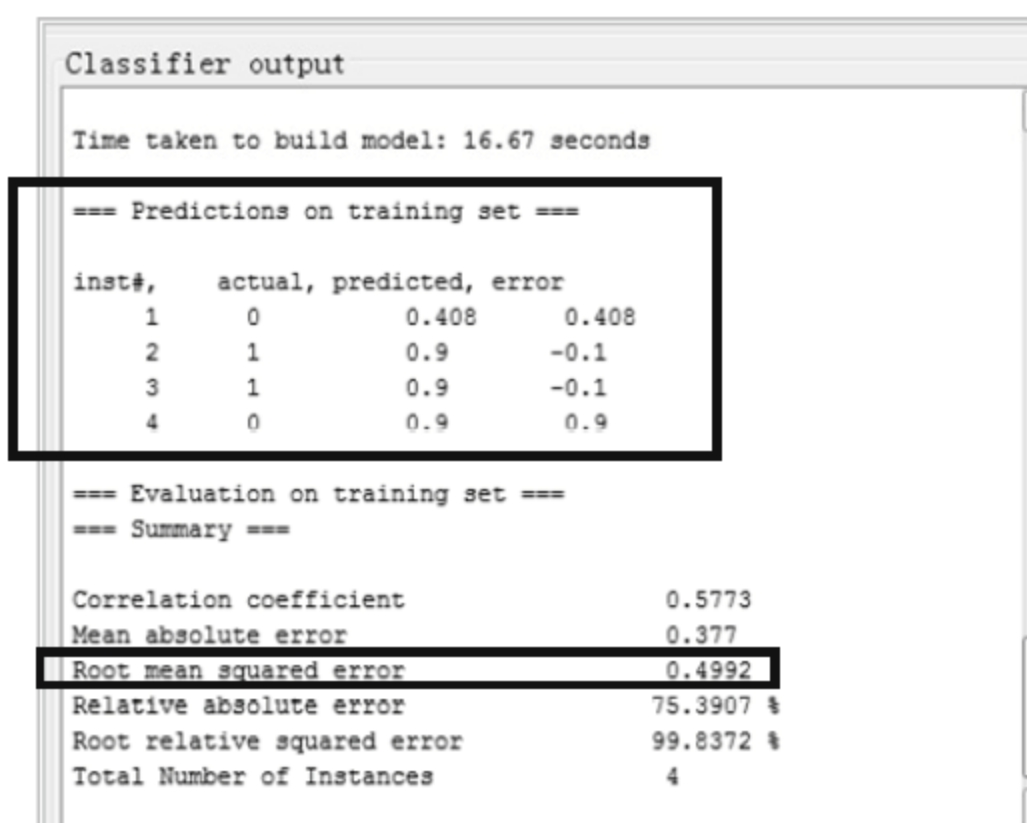 Classifier output
Time taken to build model: 16.67 seconds
=== Predictions on training set ===
inst#, actual, predicted, error
1 0 0.408 0.408
2 1 0.9 -0.1
3 1 0.9 -0.1
4 0 0.9 0.9
=== Evaluation on training set ===
=== Summary ===
Correlation coefficient 0.5773
Mean absolute error 0.377
Root mean squared error 0.4992
Relative absolute error 75.3907 %
Root relative squared error 99.8372 %
Total Number of Instances 4